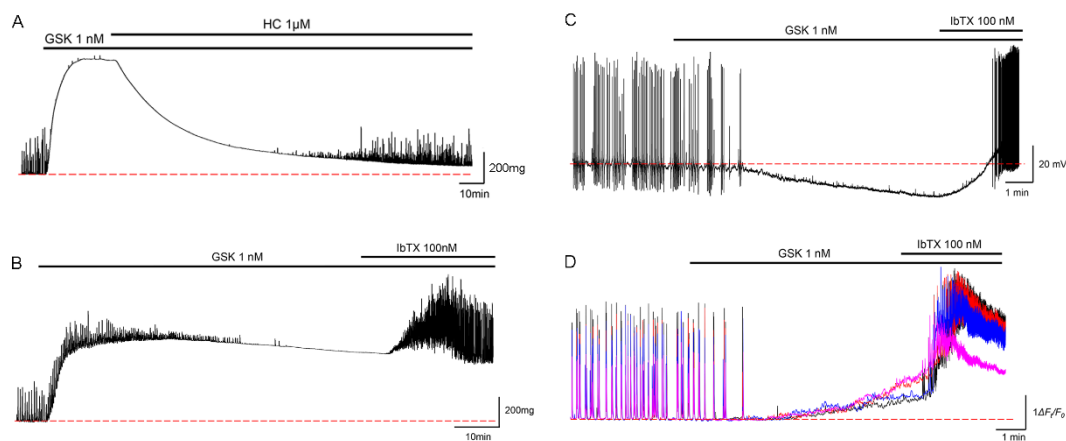 A
HC 1µM
GSK 1 nM
200mg
10min
B
IbTX 100nM
GSK 1 nM
200mg
10min
C
IbTX 100 nM
GSK 1 nM
20 mV
1 min
D
IbTX 100 nM
GSK 1 nM
1ΔFₜ/F₀
1 min